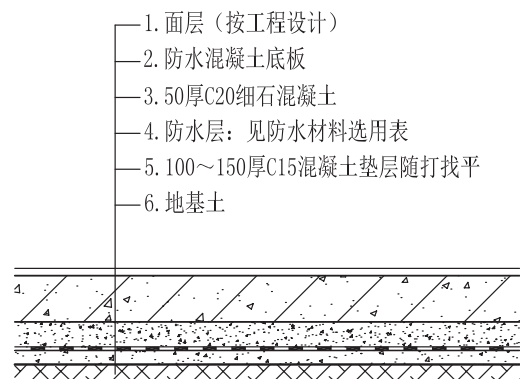 1. 面层（按工程设计）
2. 防水混凝土底板
3. 50厚C20细石混凝土
4. 防水层：见防水材料选用表
5. 100～150厚C15混凝土垫层随打找平
6. 地基土